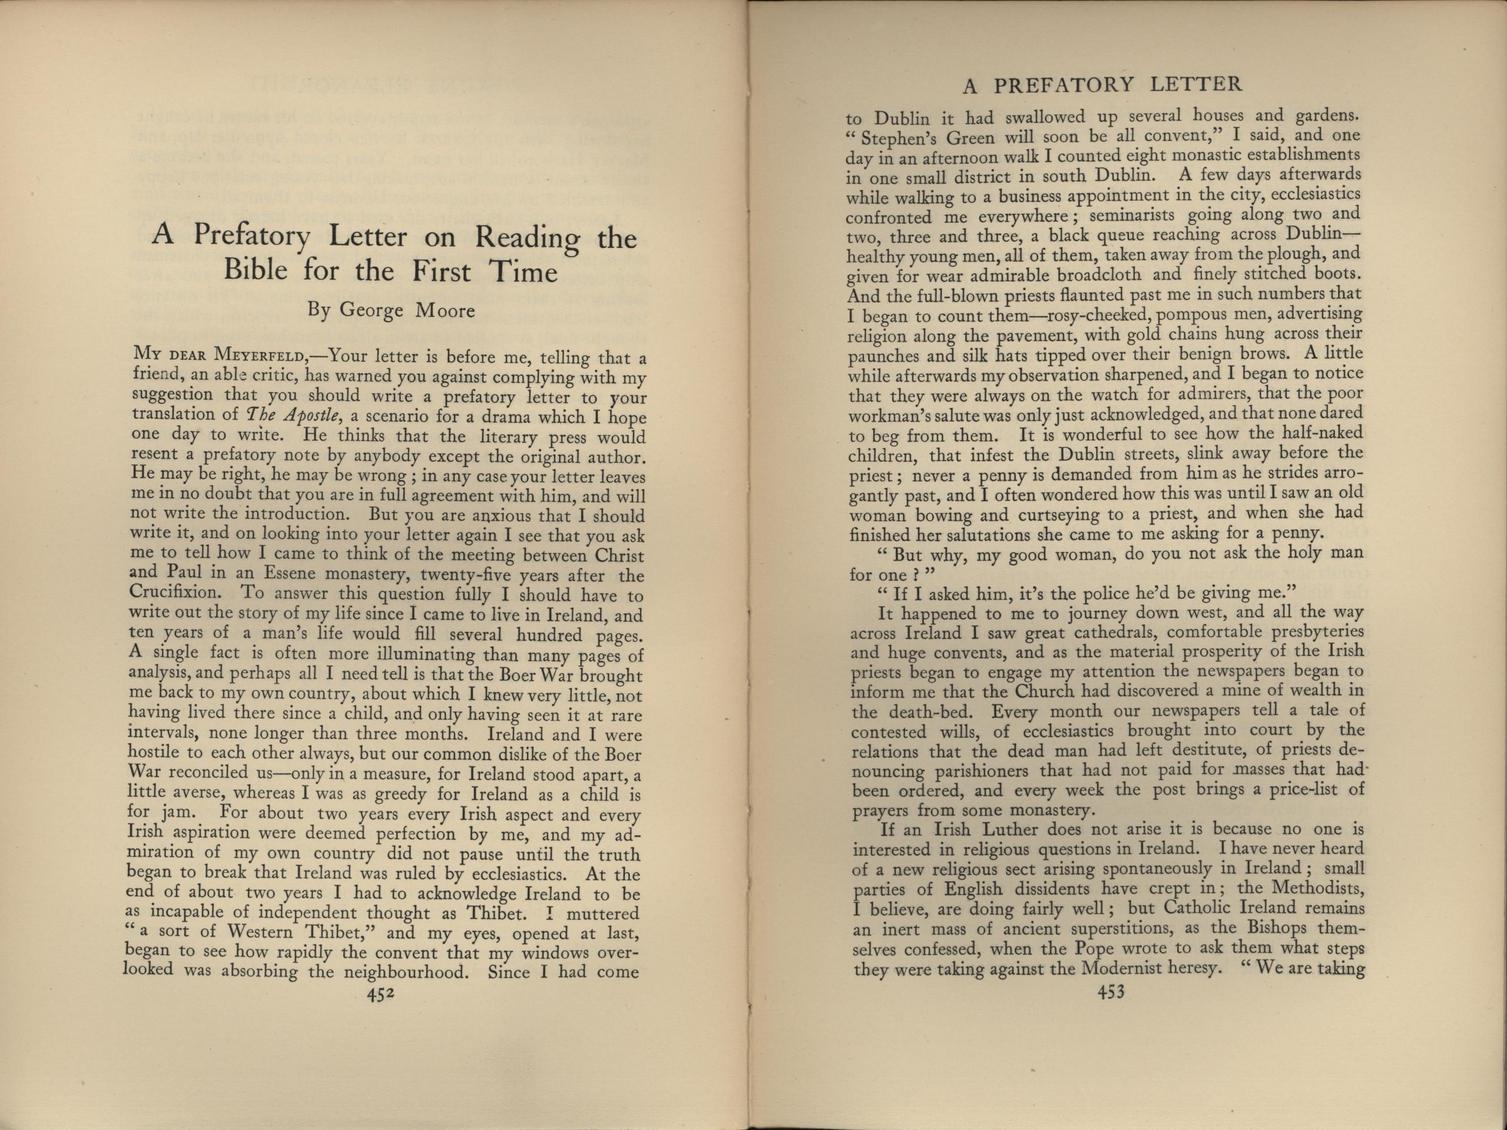 A Prefatory Letter on Reading the
Bible for the First Time
By George Moore
MY DEAR MEYERFELD,—Your letter is before me, telling that a
friend, an able critic, has warned you against complying with my
suggestion that you should write a prefatory letter to your
translation of The Apostle, a scenario for a drama which I hope
one day to write. He thinks that the literary press would
resent a prefatory note by anybody except the original author.
He may be right, he may be wrong ; in any case your letter leaves
me in no doubt that you are in full agreement with him, and will
not write the introduction. But you are anxious that I should
write it, and on looking into your letter again I see that you ask
me to tell how I came to think of the meeting between Christ
and Paul in an Essene monastery, twenty-five years after the
Crucifixion. To answer this question fully I should have to
write out the story of my life since I came to live in Ireland, and
ten years of a man's life would fill several hundred pages.
A single fact is often more illuminating than many pages of
analysis, and perhaps all I need tell is that the Boer War brought
me back to my own country, about which I knew very little, not
having lived there since a child, and only having seen it at rare
intervals, none longer than three months. Ireland and I were
hostile to each other always, but our common dislike of the Boer
War reconciled us—only in a measure, for Ireland stood apart, a
little averse, whereas I was as greedy for Ireland as a child is
for jam. For about two years every Irish aspect and every
Irish aspiration were deemed perfection by me, and my ad-
miration of my own country did not pause until the truth
began to break that Ireland was ruled by ecclesiastics. At the
end of about two years I had to acknowledge Ireland to be
as incapable of independent thought as Thibet. I muttered
" a sort of Western Thibet," and my eyes, opened at last,
began to see how rapidly the convent that my windows over-
looked was absorbing the neighbourhood. Since I had come
452
A PREFATORY LETTER
to Dublin it had swallowed up several houses and gardens.
" Stephen's Green will soon be all convent," I said, and one
day in an afternoon walk I counted eight monastic establishments
in one small district in south Dublin. A few days afterwards
while walking to a business appointment in the city, ecclesiastics
confronted me everywhere ; seminarists going along two and
two, three and three, a black queue reaching across Dublin—
healthy young men, all of them, taken away from the plough, and
given for wear admirable broadcloth and finely stitched boots.
And the full-blown priests flaunted past me in such numbers that
I began to count them—rosy-cheeked, pompous men, advertising
religion along the pavement, with gold chains hung across their
paunches and silk hats tipped over their benign brows. A little
while afterwards my observation sharpened, and I began to notice
that they were always on the watch for admirers, that the poor
workman's salute was only just acknowledged, and that none dared
to beg from them. It is wonderful to see how the half-naked
children, that infest the Dublin streets, slink away before the
priest ; never a penny is demanded from him as he strides arro-
gantly past, and I often wondered how this was until I saw an old
woman bowing and curtseying to a priest, and when she had
finished her salutations she came to me asking for a penny.
" But why, my good woman, do you not ask the holy man
for one ? "
" If I asked him, it's the police he'd be giving me."
It happened to me to journey down west, and all the way
across Ireland I saw great cathedrals, comfortable presbyteries
and huge convents, and as the material prosperity of the Irish
priests began to engage my attention the newspapers began to
inform me that the Church had discovered a mine of wealth in
the death-bed. Every month our newspapers tell a tale of
contested wills, of ecclesiastics brought into court by the
relations that the dead man had left destitute, of priests de-
nouncing parishioners that had not paid for masses that had
been ordered, and every week the post brings a price-list of
prayers from some monastery.
If an Irish Luther does not arise it is because no one is
interested in religious questions in Ireland. I have never heard
of a new religious sect arising spontaneously in Ireland ; small
parties of English dissidents have crept in ; the Methodists,
I believe, are doing fairly well ; but Catholic Ireland remains
an inert mass of ancient superstitions, as the Bishops them-
selves confessed, when the Pope wrote to ask them what steps
they were taking against the Modernist heresy. " We are taking
453